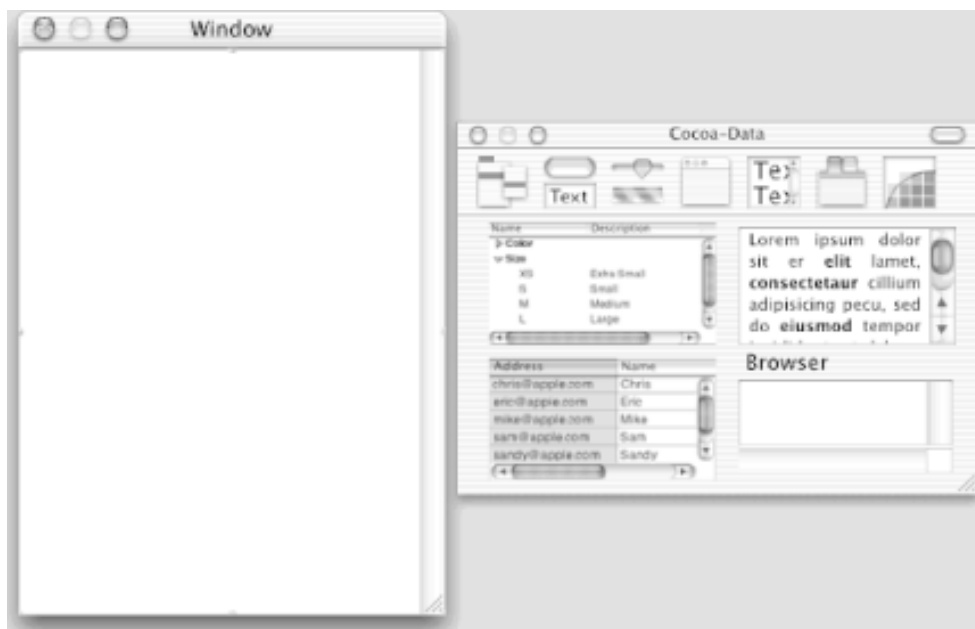 Window
Cocoa-Data
Text
Tex
Tex
Name Description
Color
Size
XS Extra Small
S Small
M Medium
L Large
Lorem ipsum dolor
sit er elit lamet,
consectetaur cillium
adipisicing pecu, sed
do eiusmod tempor
Address Name
chris@apple.com Chris
eric@apple.com Eric
mike@apple.com Mike
sam@apple.com Sam
sandy@apple.com Sandy
Browser